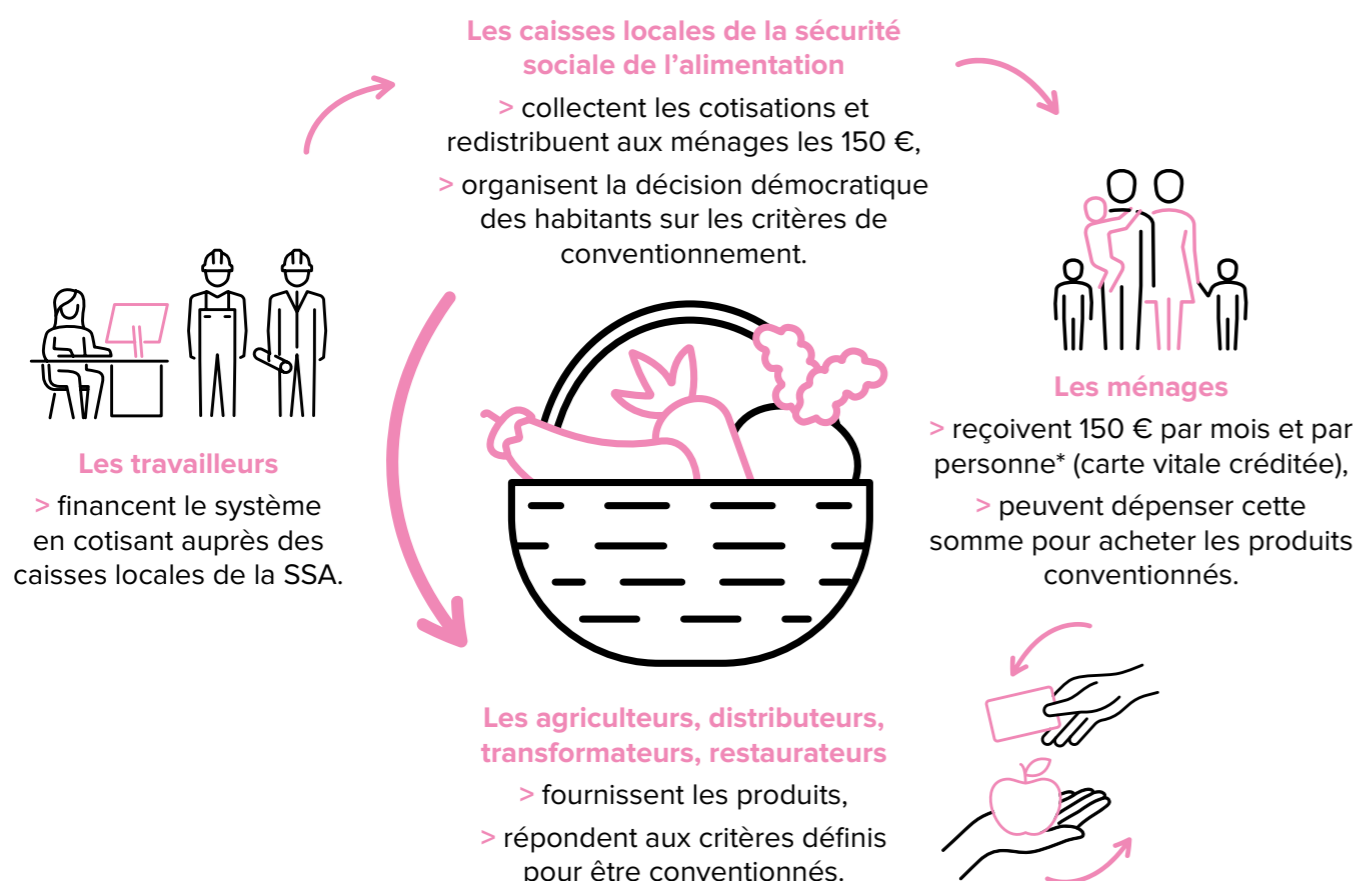 Les caisses locales de la sécurité
sociale de l’alimentation
> collectent les cotisations et
redistribuent aux ménages les 150 €,
> organisent la décision démocratique
des habitants sur les critères de
conventionnement.
Les travailleurs
> financent le système
en cotisant auprès des
caisses locales de la SSA.
Les ménages
> reçoivent 150 € par mois et par
personne* (carte vitale créditée),
> peuvent dépenser cette
somme pour acheter les produits
conventionnés.
Les agriculteurs, distributeurs,
transformateurs, restaurateurs
> fournissent les produits,
> répondent aux critères définis
pour être conventionnés.